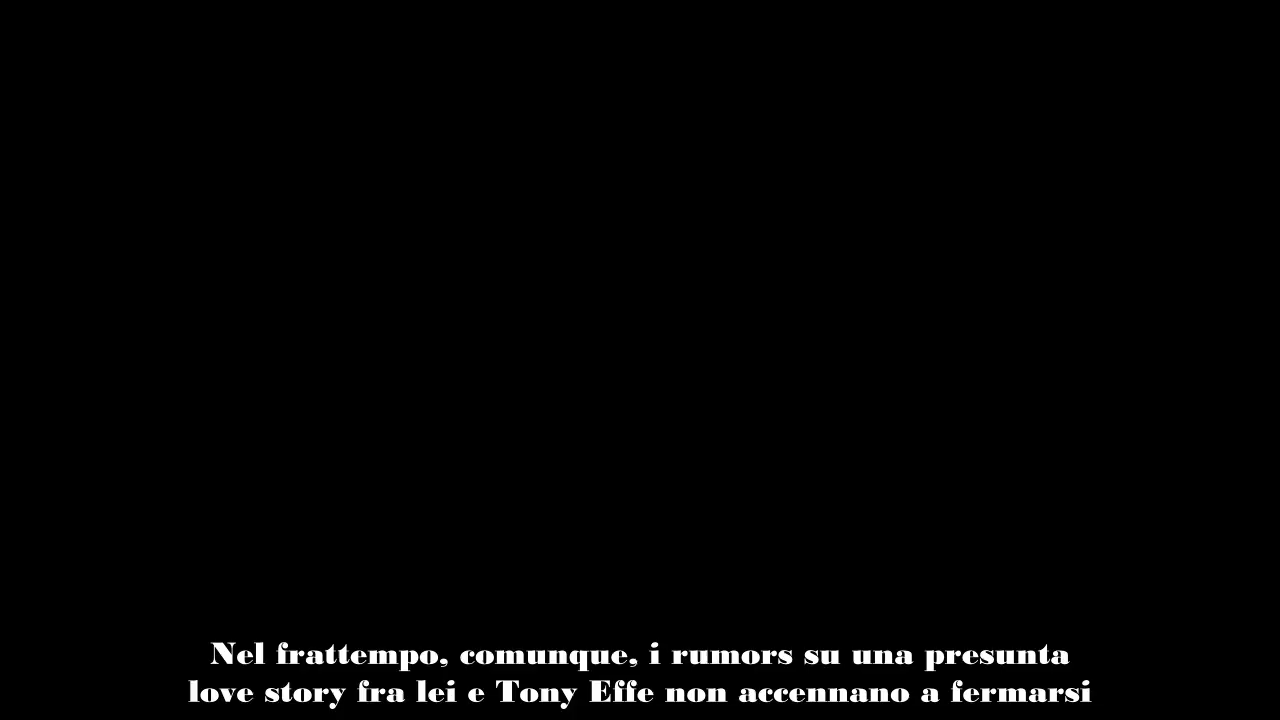 Nel frattempo, comunque, i rumors su una presunta
love story fra lei e Tony Effe non accennano a fermarsi